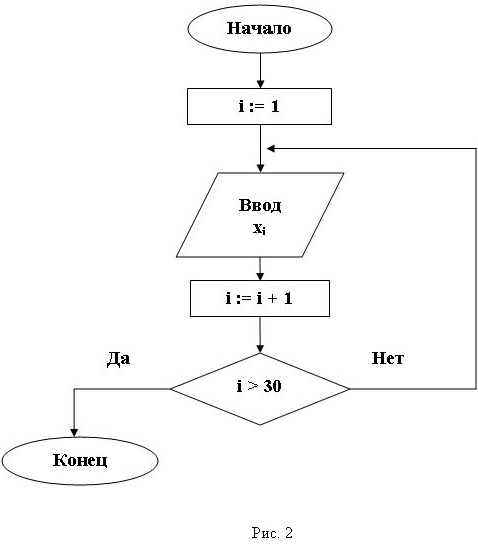 Начало
i := 1
Ввод
xᵢ
i := i + 1
Да
Нет
i > 30
Конец
Рис. 2